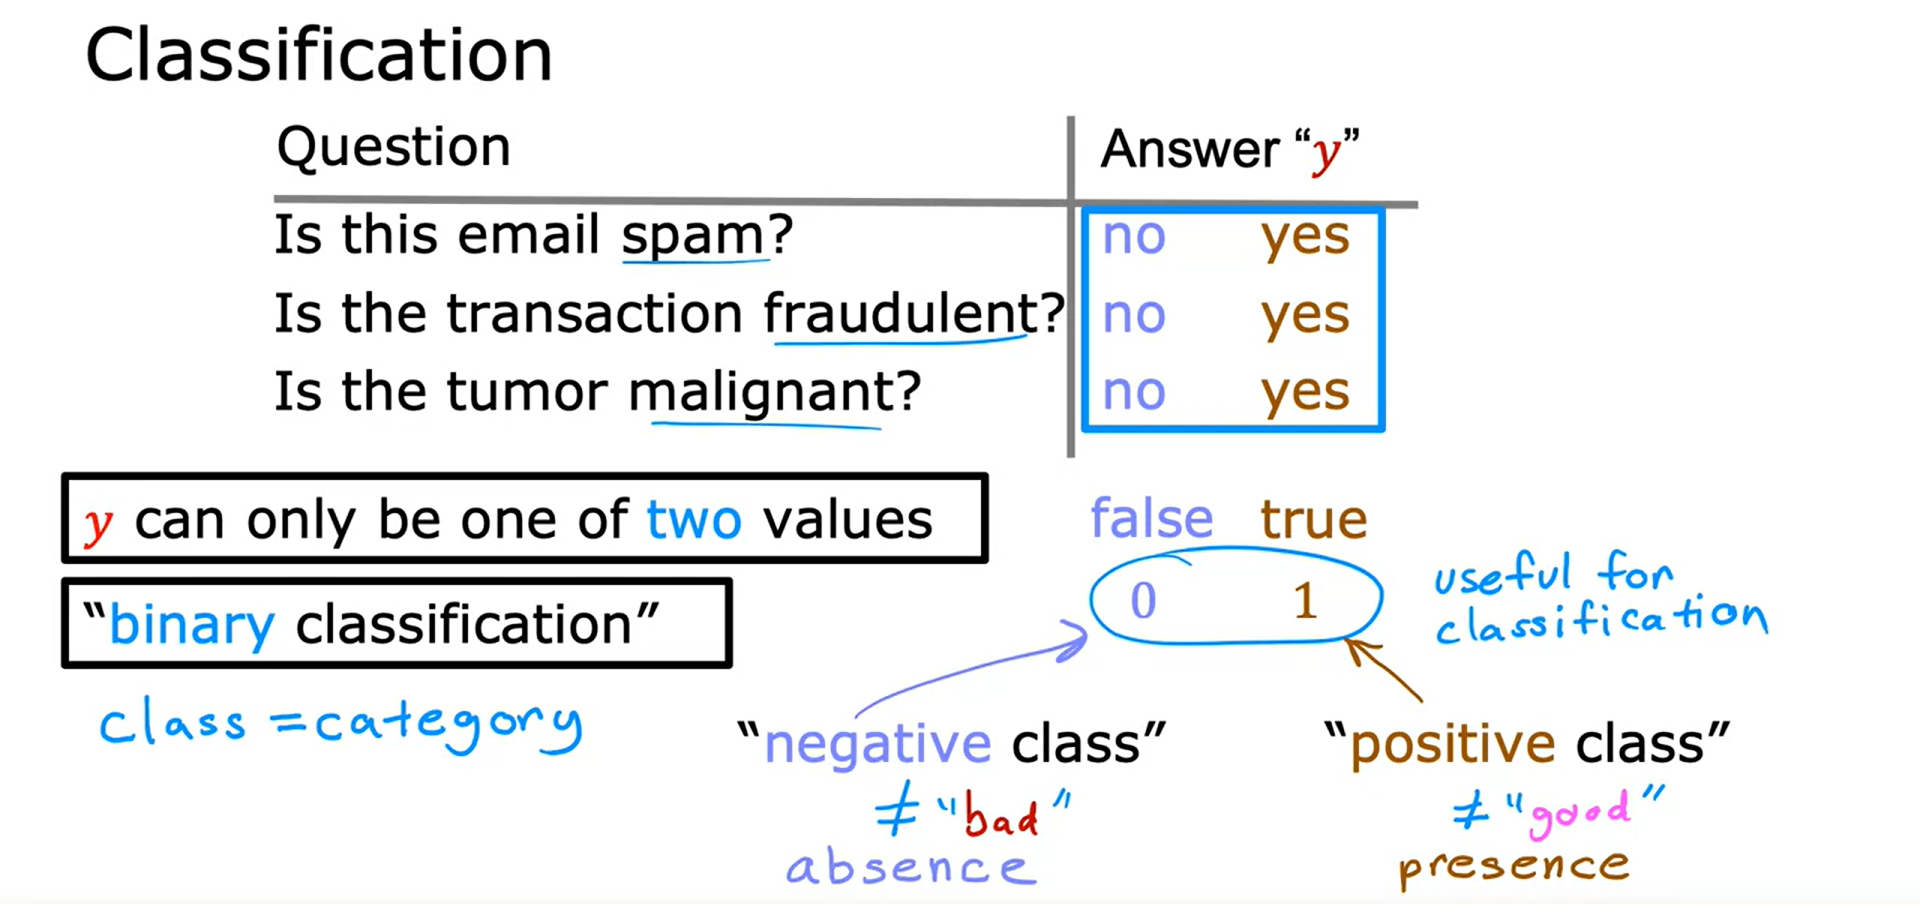 Classification
Question Answer “y”
Is this email spam? no yes
Is the transaction fraudulent? no yes
Is the tumor malignant? no yes
y can only be one of two values false true
0 1 useful for
classification
“binary classification”
class = category
“negative class” “positive class”
≠ “bad” ≠ “good”
absence presence